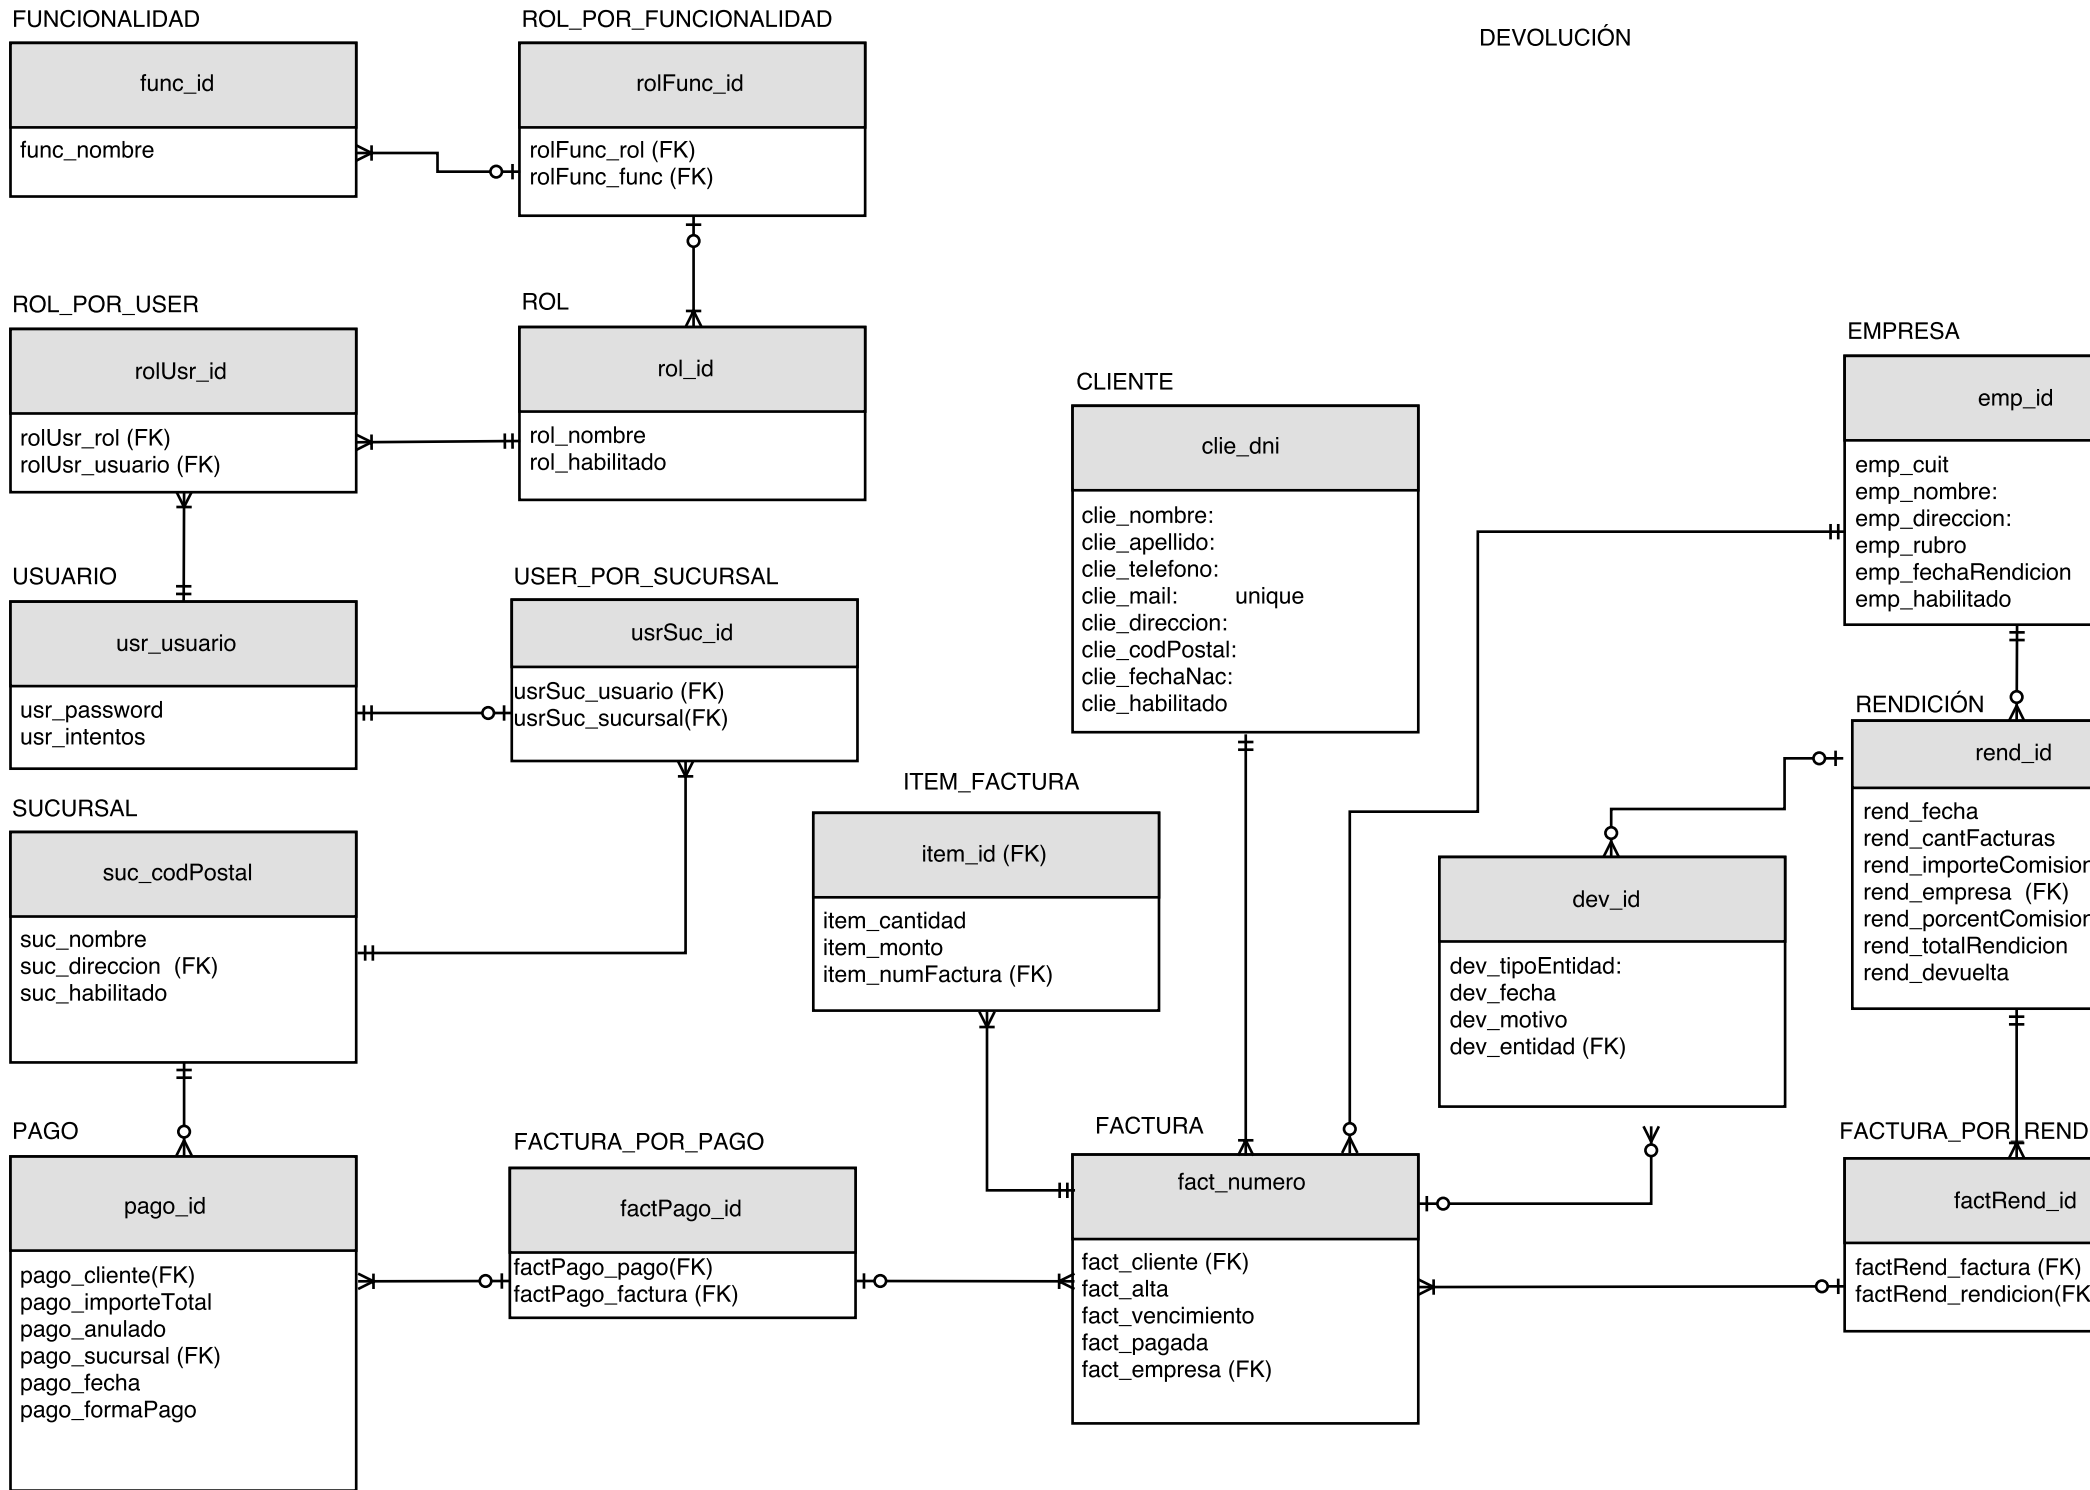 FUNCIONALIDAD
func_id
func_nombre
ROL_POR_FUNCIONALIDAD
rolFunc_id
rolFunc_rol (FK)
rolFunc_func (FK)
DEVOLUCIÓN
ROL_POR_USER
rolUsr_id
rolUsr_rol (FK)
rolUsr_usuario (FK)
ROL
rol_id
rol_nombre
rol_habilitado
CLIENTE
clie_dni
clie_nombre:
clie_apellido:
clie_telefono:
clie_mail: unique
clie_direccion:
clie_codPostal:
clie_fechaNac:
clie_habilitado
EMPRESA
emp_id
emp_cuit
emp_nombre:
emp_direccion:
emp_rubro
emp_fechaRendicion
emp_habilitado
USUARIO
usr_usuario
usr_password
usr_intentos
USER_POR_SUCURSAL
usrSuc_id
usrSuc_usuario (FK)
usrSuc_sucursal(FK)
RENDICIÓN
rend_id
rend_fecha
rend_cantFacturas
rend_importeComision
rend_empresa (FK)
rend_porcentComision
rend_totalRendicion
rend_devuelta
SUCURSAL
suc_codPostal
suc_nombre
suc_direccion (FK)
suc_habilitado
ITEM_FACTURA
item_id (FK)
item_cantidad
item_monto
item_numFactura (FK)
dev_id
dev_tipoEntidad:
dev_fecha
dev_motivo
dev_entidad (FK)
PAGO
pago_id
pago_cliente(FK)
pago_importeTotal
pago_anulado
pago_sucursal (FK)
pago_fecha
pago_formaPago
FACTURA_POR_PAGO
factPago_id
factPago_pago(FK)
factPago_factura (FK)
FACTURA
fact_numero
fact_cliente (FK)
fact_alta
fact_vencimiento
fact_pagada
fact_empresa (FK)
FACTURA_POR_REND
factRend_id
factRend_factura (FK)
factRend_rendicion(FK